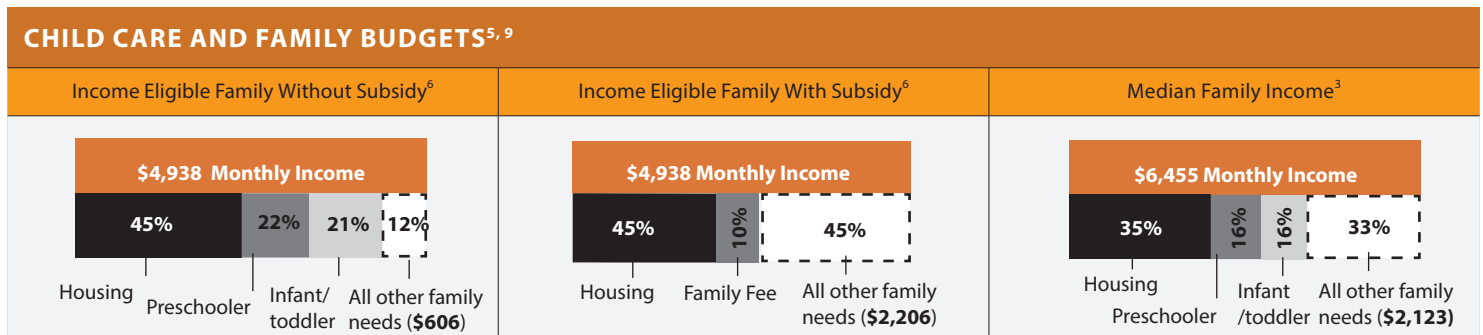 CHILD CARE AND FAMILY BUDGETS5, 9
Income Eligible Family Without Subsidy6
$4,938 Monthly Income
45%
22%
21%
12%
Housing
Preschooler
Infant/
toddler
All other family
needs ($606)
Income Eligible Family With Subsidy6
$4,938 Monthly Income
45%
10%
45%
Housing
Family Fee
All other family
needs ($2,206)
Median Family Income3
$6,455 Monthly Income
35%
16%
16%
33%
Housing
Preschooler
Infant
/toddler
All other family
needs ($2,123)